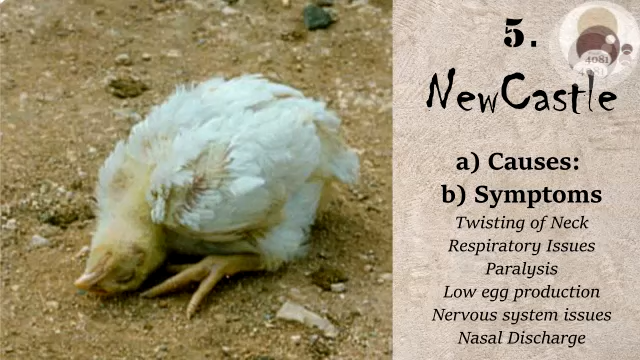 5.
NewCastle
a) Causes:
b) Symptoms
Twisting of Neck
Respiratory Issues
Paralysis
Low egg production
Nervous system issues
Nasal Discharge